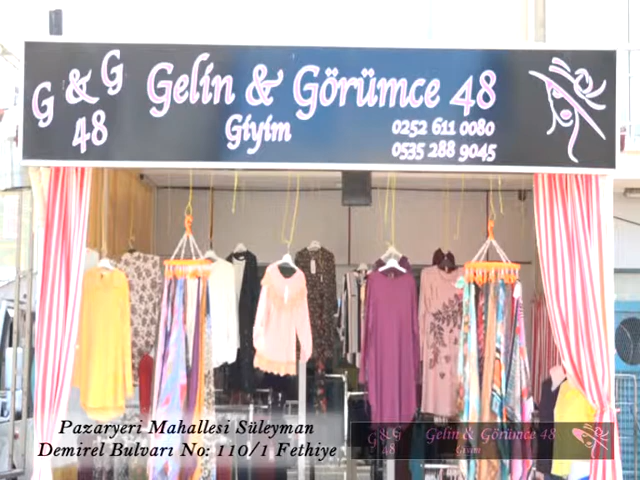 G & G
48
Gelin & Görümce 48
Giyim
0252 611 0080
0535 288 9045
Pazaryeri Mahallesi Süleyman
Demirel Bulvarı No: 110/1 Fethiye
G & G
48
Gelin & Görümce 48
Giyim